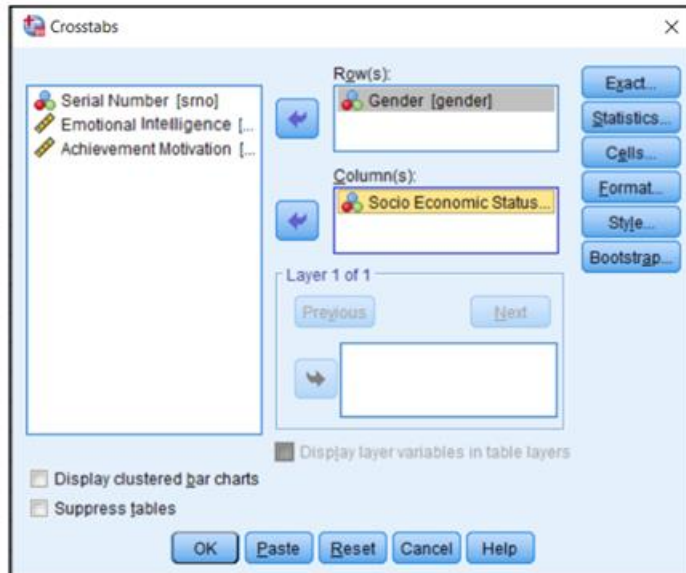 Crosstabs
Serial Number [srno]
Emotional Intelligence [...
Achievement Motivation [...
Row(s):
Gender [gender]
Column(s):
Socio Economic Status...
Layer 1 of 1
Previous
Next
Display layer variables in table layers
Exact...
Statistics...
Cells...
Format...
Style...
Bootstrap...
Display clustered bar charts
Suppress tables
OK Paste Reset Cancel Help